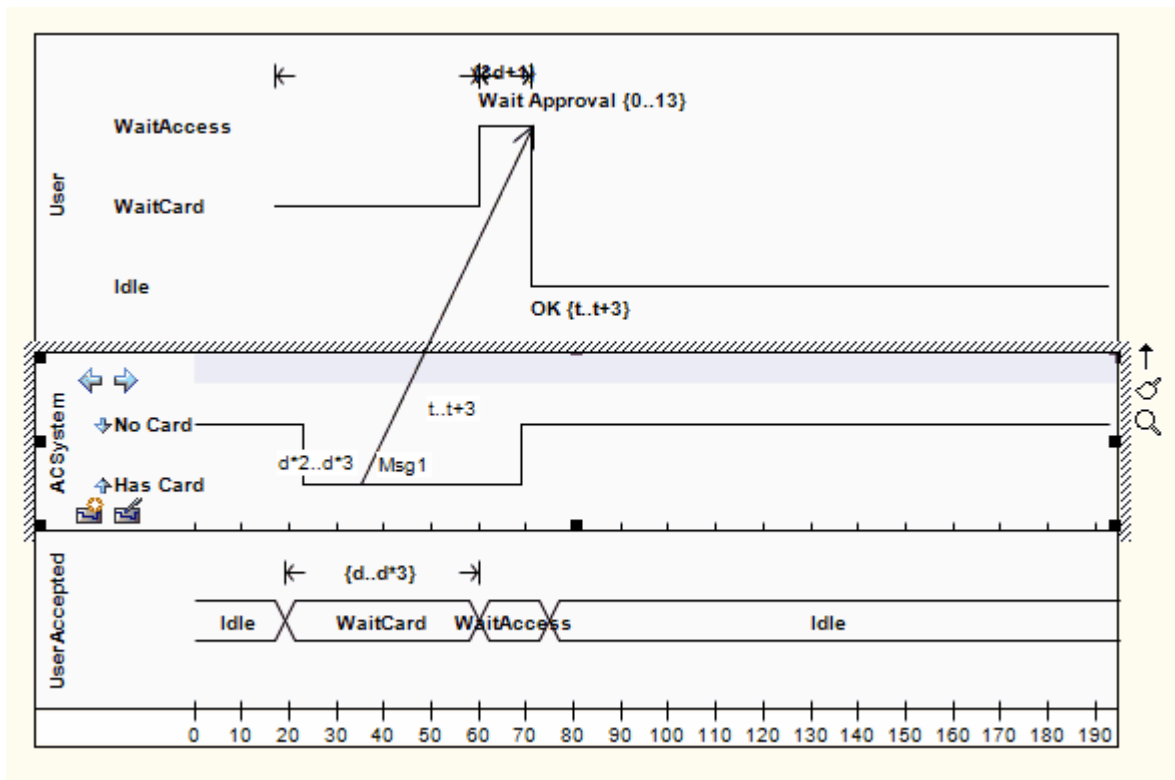 Wait Approval {0..13}
WaitAccess
User
WaitCard
Idle
OK {t..t+3}
ACSystem
No Card
t..t+3
d*2..d*3
Msg1
Has Card
UserAccepted
{d..d*3}
Idle
WaitCard
WaitAccess
Idle
0 10 20 30 40 50 60 70 80 90 100 110 120 130 140 150 160 170 180 190